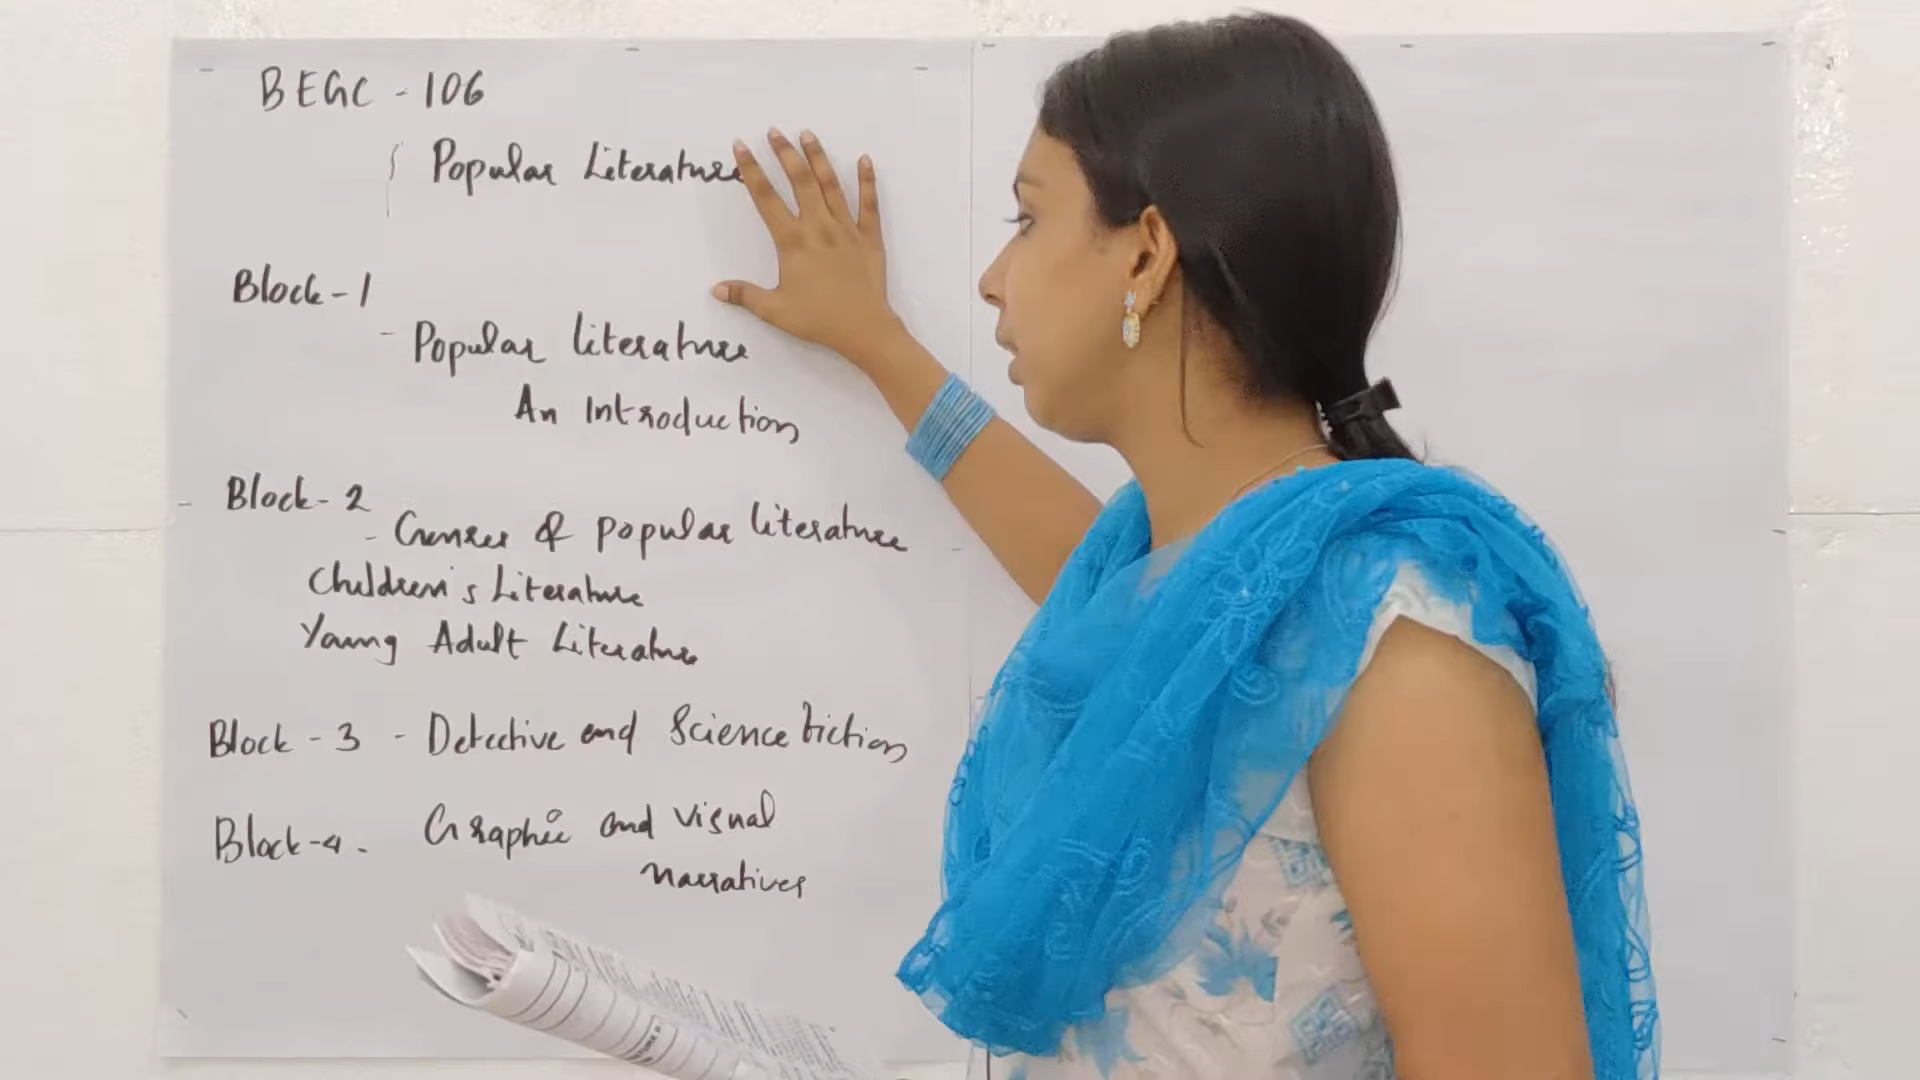 BEGC - 106
Popular Literature
Block - 1
- Popular literature
An Introduction
Block - 2
- Genres of popular literature
Children's Literature
Young Adult Literature
Block - 3 - Detective and Science fiction
Block - 4 - Graphic and visual
narratives